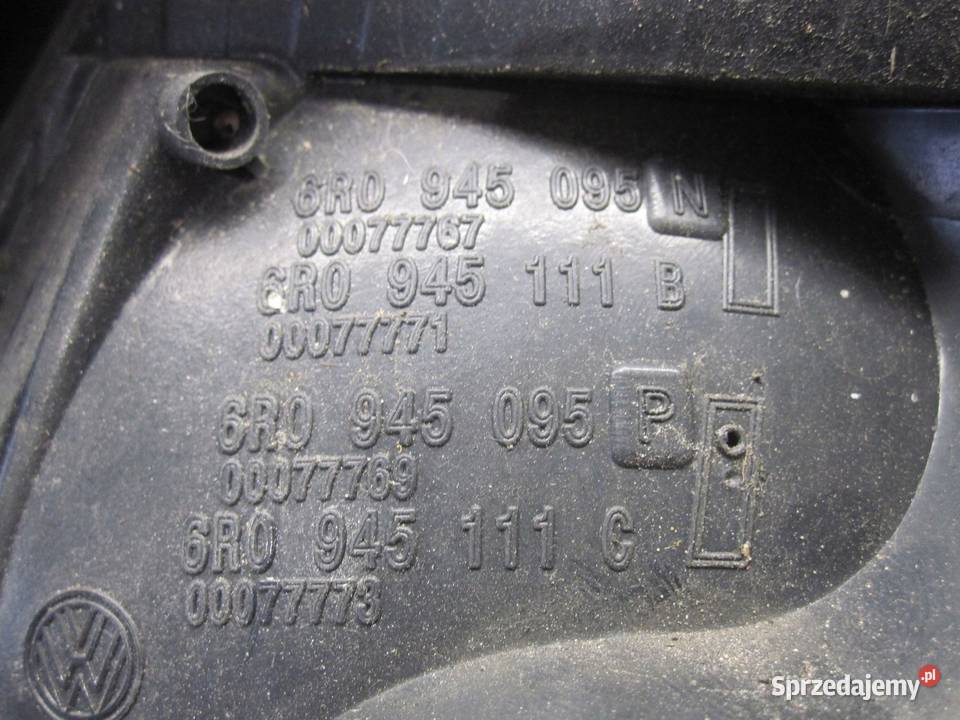 6R0 945 095 N
00077767
6R0 945 111 B
00077771
6R0 945 095 P
00077769
6R0 945 111 C
00077773
VW
Sprzedajemy.pl